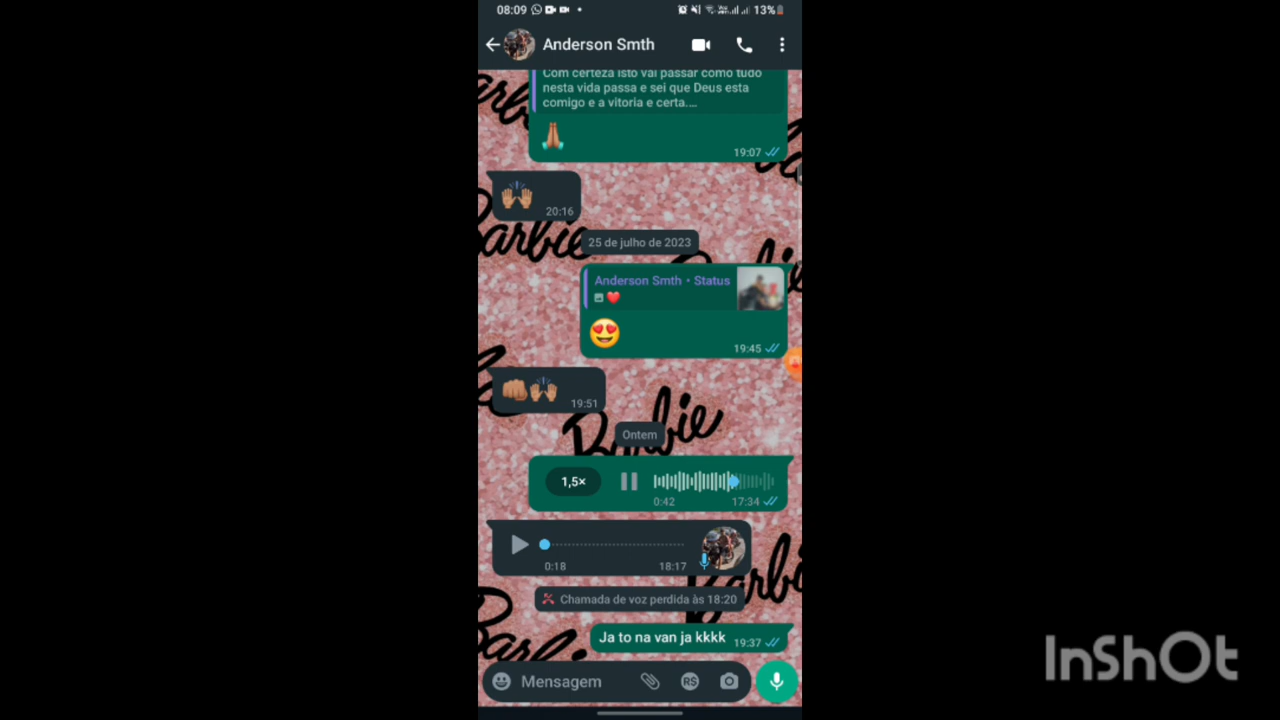 08:09
13%
Anderson Smth
Com certeza isto vai passar como tudo
nesta vida passa e sei que Deus esta
comigo e a vitoria e certa....
19:07
20:16
25 de julho de 2023
Anderson Smth • Status
19:45
19:51
Barbie
Ontem
1,5×
0:42 17:34
0:18 18:17
Chamada de voz perdida às 18:20
Ja to na van ja kkkk 19:37
Mensagem
R$
InShOt